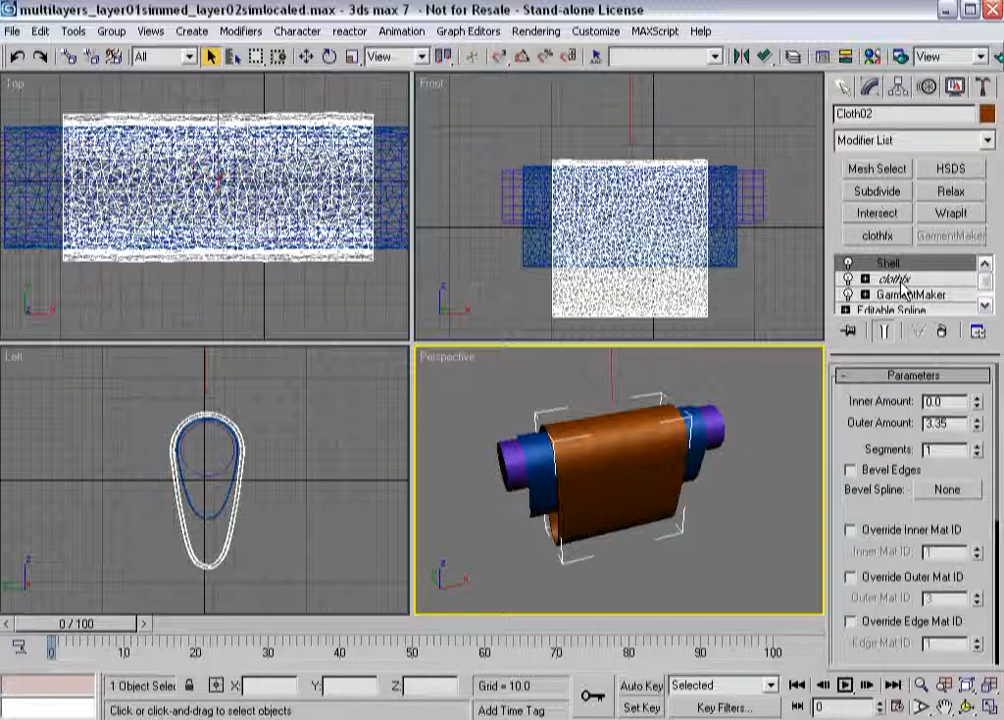 multilayers_layer01simmed_layer02simlocaled.max - 3ds max 7 - Not for Resale - Stand-alone License
File Edit Tools Group Views Create Modifiers Character reactor Animation Graph Editors Rendering Customize MAXScript Help
All View View
Top Front
Cloth02
Modifier List
Mesh Select HSDS
Subdivide Relax
Intersect WrapIt
clothfx GarmentMaker
Shell
clothfx
GarmentMaker
Editable Spline
Left Perspective
Parameters
Inner Amount: 0.0
Outer Amount: 3.35
Segments: 1
Bevel Edges
Bevel Spline: None
Override Inner Mat ID
Inner Mat ID: 1
Override Outer Mat ID
Outer Mat ID: 3
Override Edge Mat ID
Edge Mat ID: 1
0 / 100
0 10 20 30 40 50 60 70 80 90 100
1 Object Selec X: Y: Z: Grid = 10.0 Auto Key Selected
Click or click-and-drag to select objects Add Time Tag Set Key Key Filters... 0